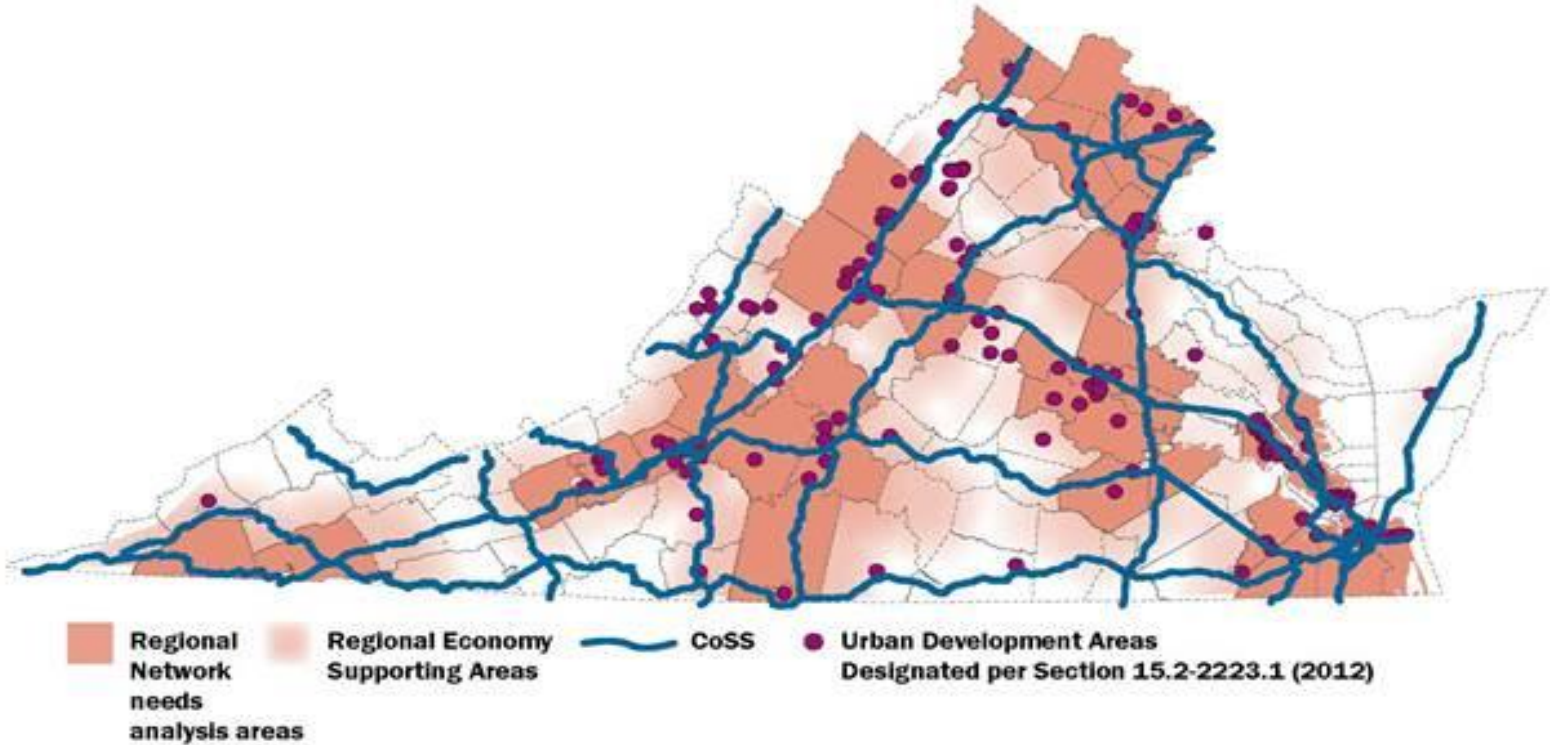 Regional
Network
needs
analysis areas
Regional Economy
Supporting Areas
CoSS
Urban Development Areas
Designated per Section 15.2-2223.1 (2012)